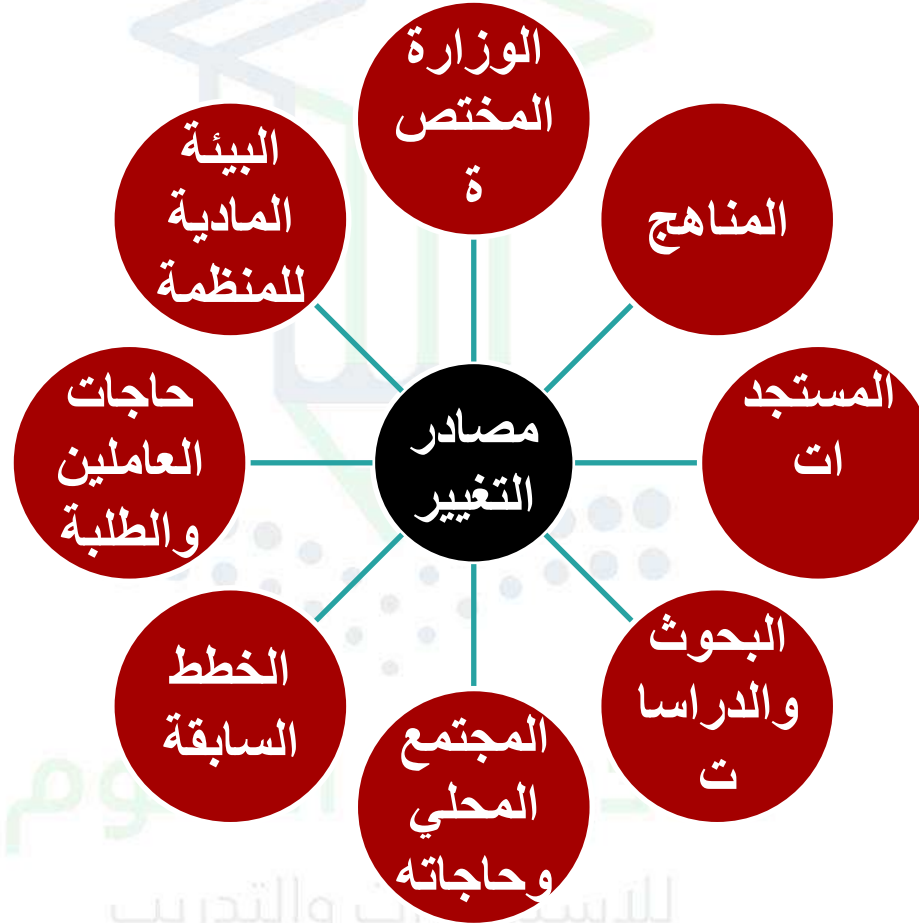 الوزارة
المختص
ة
المناهج
المستجد
ات
البحوث
والدراسا
ت
المجتمع
المحلي
وحاجاته
الخطط
السابقة
حاجات
العاملين
والطلبة
البيئة
المادية
للمنظمة
مصادر
التغيير
والتدريب